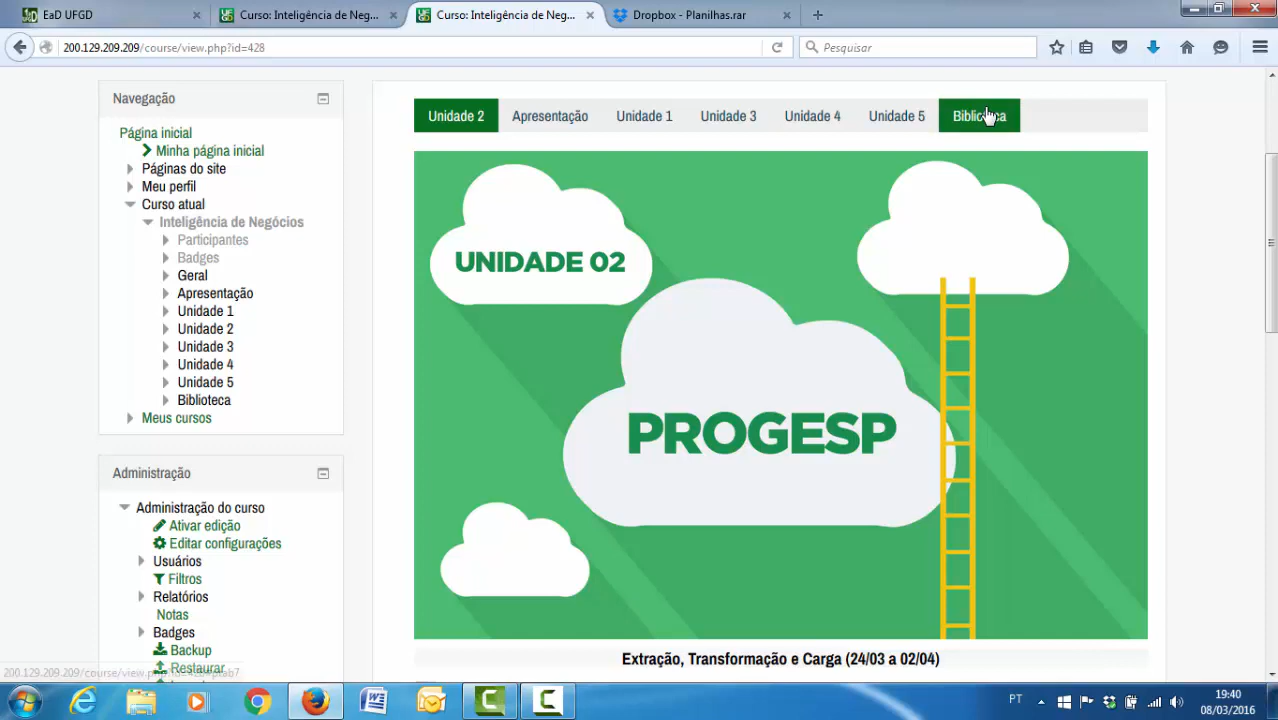 EaD UFGD
Curso: Inteligência de Neg...
Curso: Inteligência de Neg...
Dropbox - Planilhas.rar
200.129.209.209/course/view.php?id=428
Pesquisar
Navegação
Página inicial
Minha página inicial
Páginas do site
Meu perfil
Curso atual
Inteligência de Negócios
Participantes
Badges
Geral
Apresentação
Unidade 1
Unidade 2
Unidade 3
Unidade 4
Unidade 5
Biblioteca
Meus cursos
Administração
Administração do curso
Ativar edição
Editar configurações
Usuários
Filtros
Relatórios
Notas
Badges
Backup
Restaurar
Unidade 2 Apresentação Unidade 1 Unidade 3 Unidade 4 Unidade 5 Biblioteca
UNIDADE 02
PROGESP
Extração, Transformação e Carga (24/03 a 02/04)
PT
19:40
08/03/2016